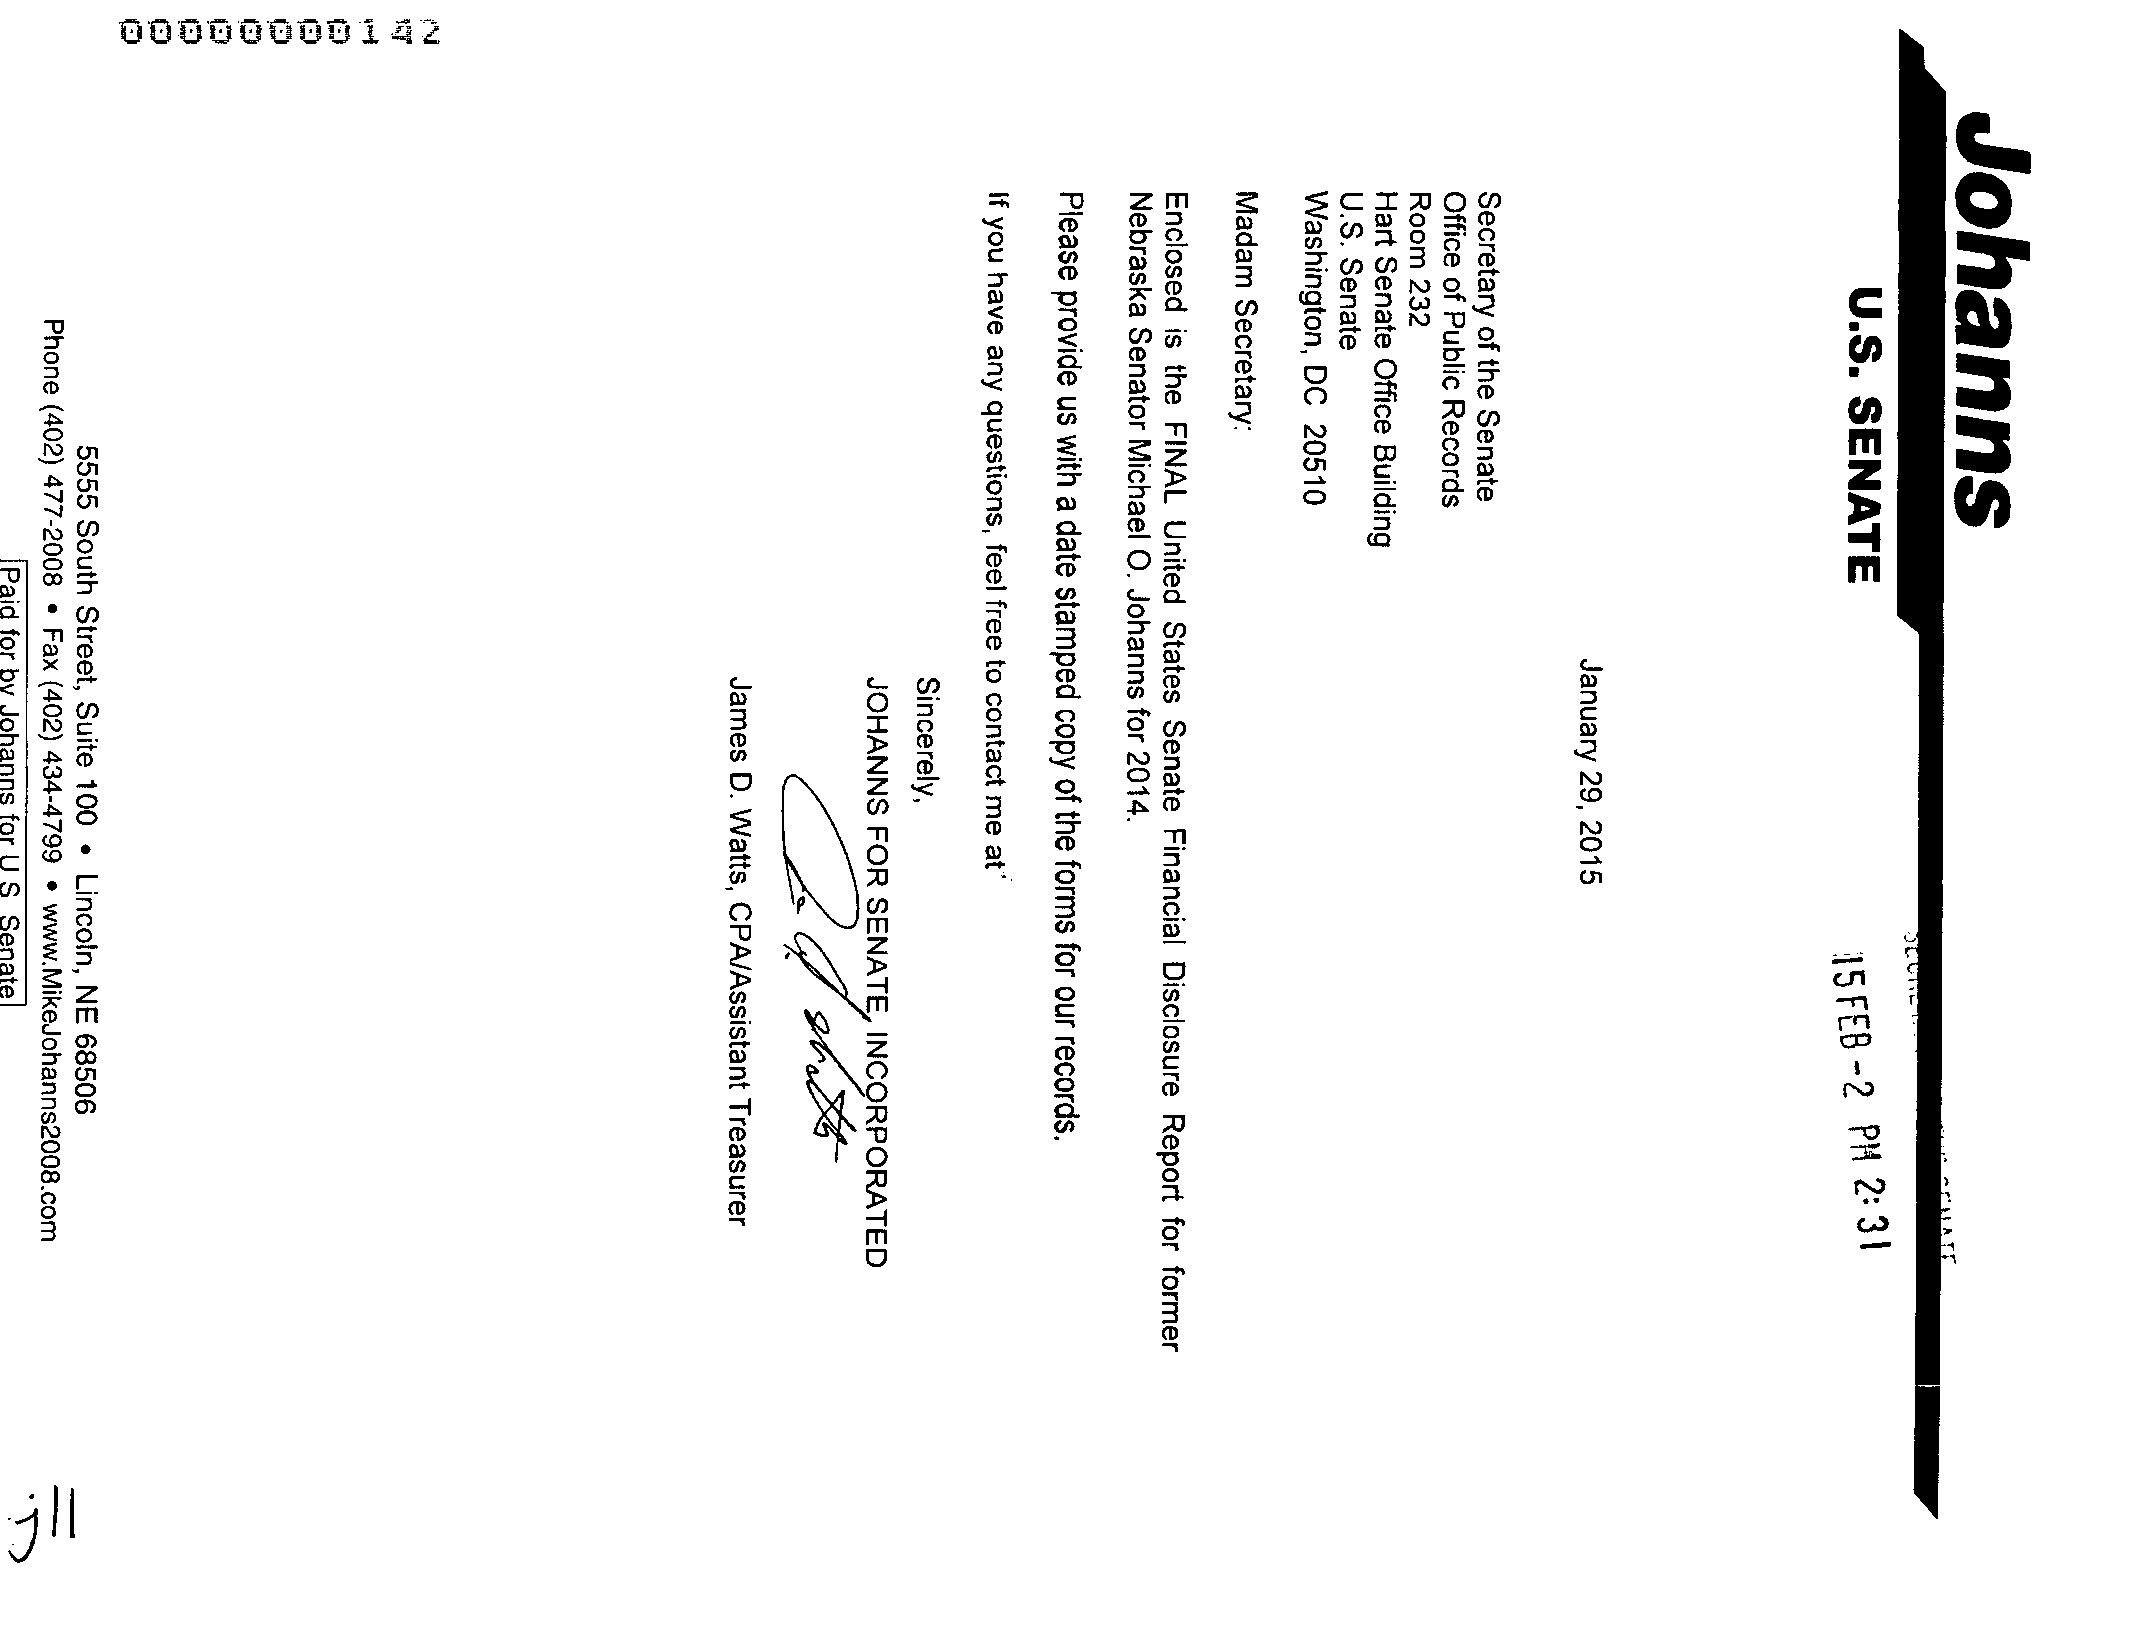 Johanns
U.S. SENATE
15 FEB -2 PM 2:31
January 29, 2015
Secretary of the Senate
Office of Public Records
Room 232
Hart Senate Office Building
U.S. Senate
Washington, DC 20510
Madam Secretary:
Enclosed is the FINAL United States Senate Financial Disclosure Report for former
Nebraska Senator Michael O. Johanns for 2014.
Please provide us with a date stamped copy of the forms for our records.
If you have any questions, feel free to contact me at
Sincerely,
JOHANNS FOR SENATE, INCORPORATED
James D. Watts, CPA/Assistant Treasurer
5555 South Street, Suite 100 • Lincoln, NE 68506
Phone (402) 477-2008 • Fax (402) 434-4799 • www.MikeJohanns2008.com
Paid for by Johanns for U S Senate
00000000142